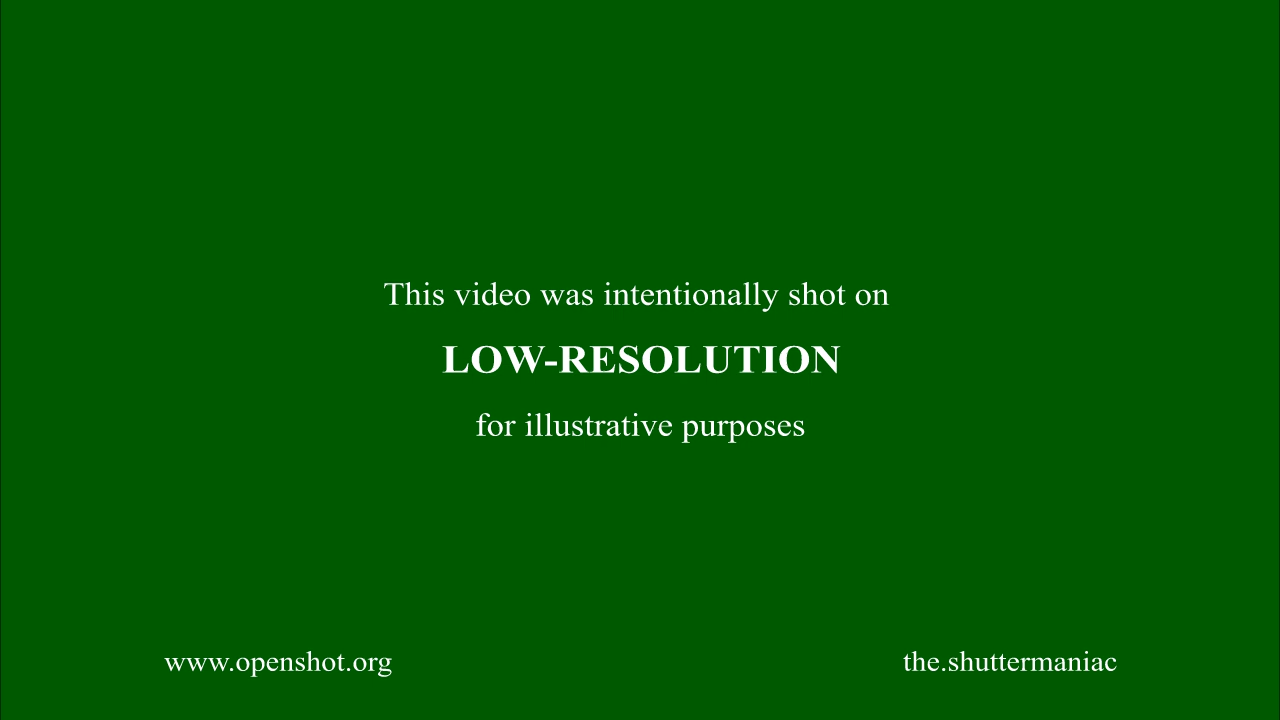 This video was intentionally shot on
LOW-RESOLUTION
for illustrative purposes
www.openshot.org
the.shuttermaniac